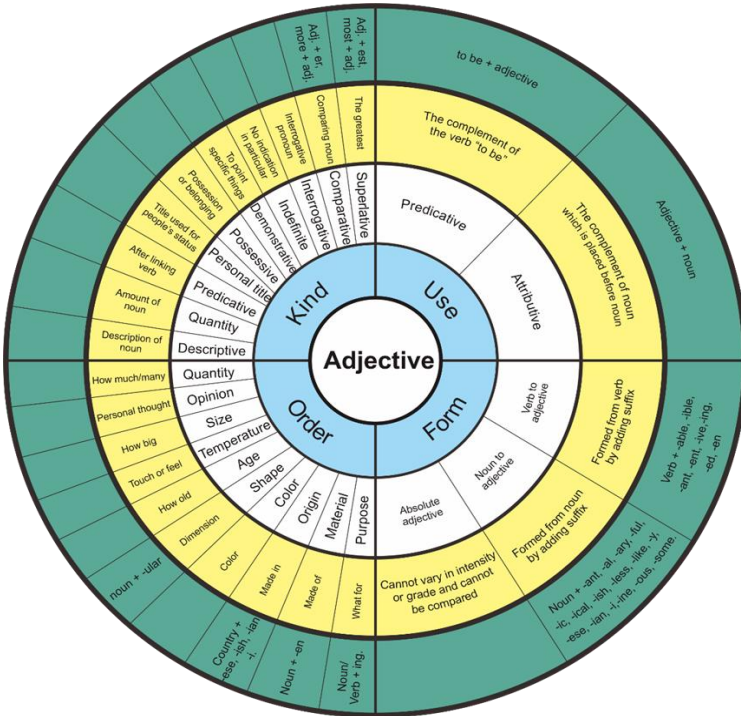 Adjective
Kind
Use
Form
Order
Superlative
The greatest
Adj. + est,
most + adj.
Comparative
Comparing noun
Adj. + er,
more + adj.
Interrogative
Interrogative
pronoun
Indefinite
No indication
in particular
Demonstrative
To point
specific things
Possessive
Possession
or belonging
Personal title
Title used for
people's status
Predicative
After linking
verb
Quantity
Amount of
noun
Descriptive
Description of
noun
Predicative
The complement of
the verb "to be"
to be + adjective
Attributive
The complement of noun
which is placed before noun
Adjective + noun
Verb to
adjective
Formed from verb
by adding suffix
Verb + -able, -ible,
-ant, -ent, -ive,-ing,
-ed, -en
Noun to
adjective
Formed from noun
by adding suffix
Noun + -ant, -al, -ary, -ful,
-ic, -ical, -ish, -less, -like, -y,
-ese, -ian, -i,-ine, -ous, -some.
Absolute
adjective
Cannot vary in intensity
or grade and cannot
be compared
Quantity
How much/many
Opinion
Personal thought
Size
How big
Temperature
Touch or feel
Age
How old
Shape
Dimension
noun + -ular
Color
Color
Origin
Made in
Country +
-ese, -ish, -ian
-i.
Material
Made of
Noun + -en
Purpose
What for
Noun/
Verb + ing.